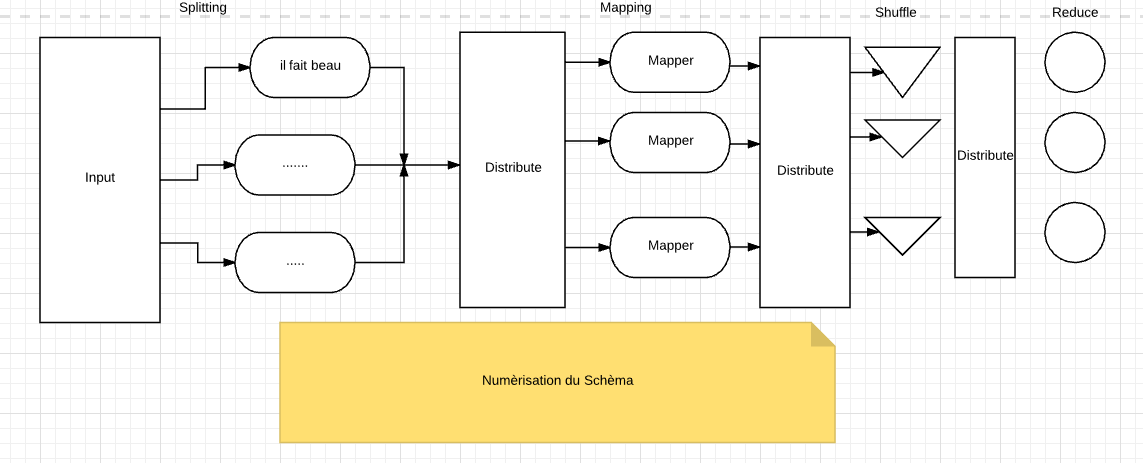 Splitting
Mapping
Shuffle
Reduce
Input
il fait beau
.......
.....
Distribute
Mapper
Mapper
Mapper
Distribute
Distribute
Numèrisation du Schèma